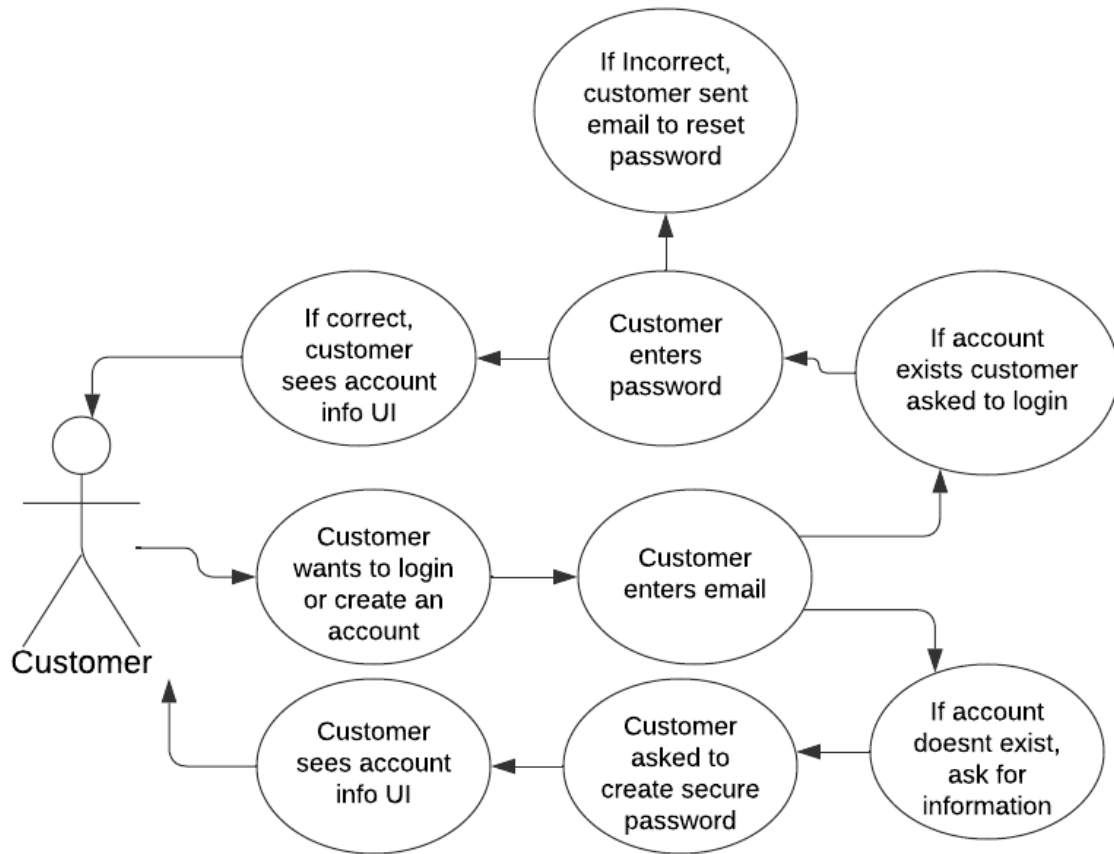 If Incorrect,
customer sent
email to reset
password
If correct,
customer
sees account
info UI
Customer
enters
password
If account
exists customer
asked to login
Customer
wants to login
or create an
account
Customer
enters email
Customer
Customer
sees account
info UI
Customer
asked to
create secure
password
If account
doesnt exist,
ask for
information